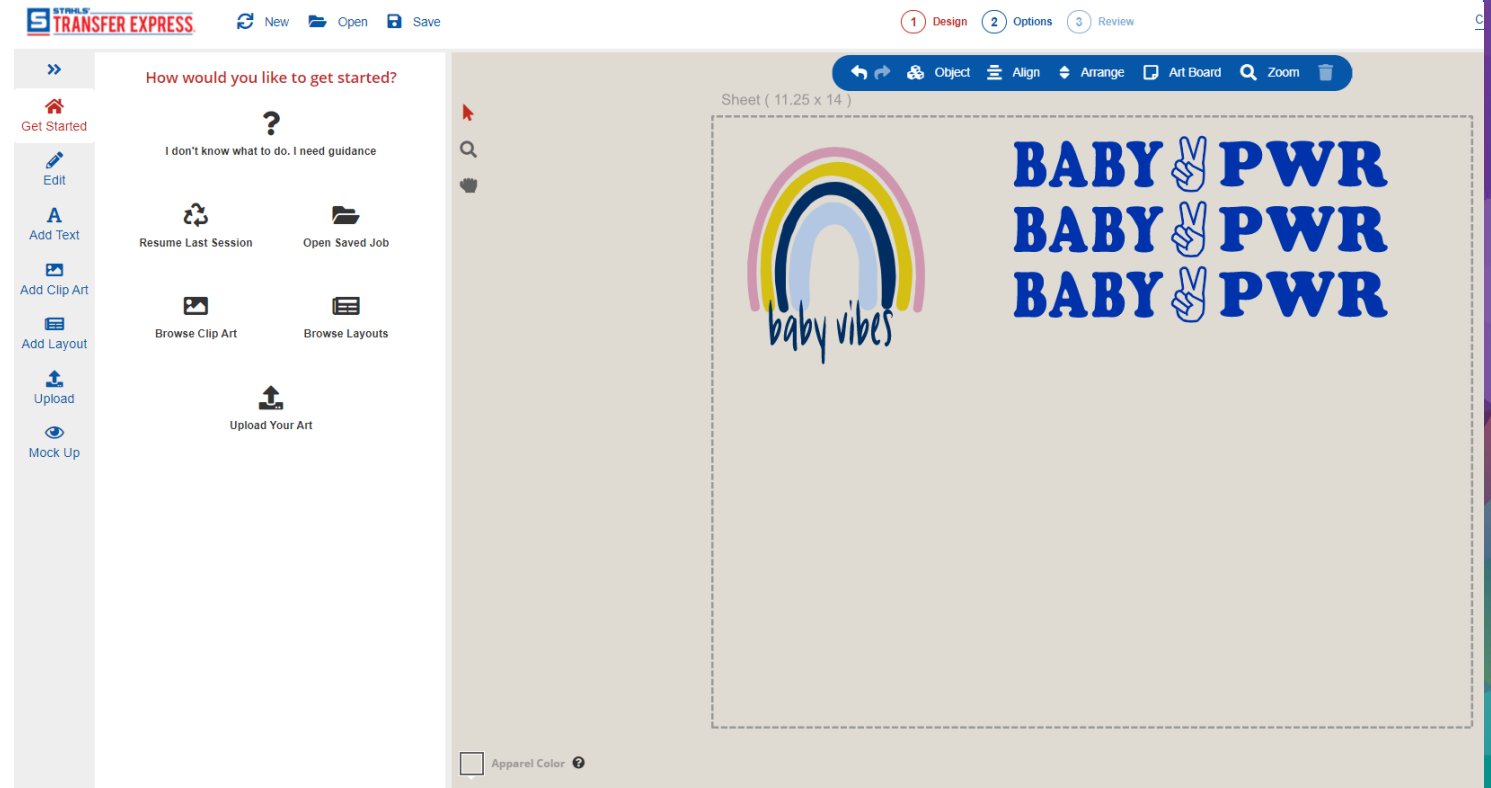 STAHLS'
TRANSFER EXPRESS.
New Open Save
1 Design 2 Options 3 Review
Get Started
Edit
A
Add Text
Add Clip Art
Add Layout
Upload
Mock Up
How would you like to get started?
?
I don't know what to do. I need guidance
Resume Last Session Open Saved Job
Browse Clip Art Browse Layouts
Upload Your Art
Object Align Arrange Art Board Zoom
Sheet ( 11.25 x 14 )
baby vibes
BABY PWR
BABY PWR
BABY PWR
Apparel Color ?